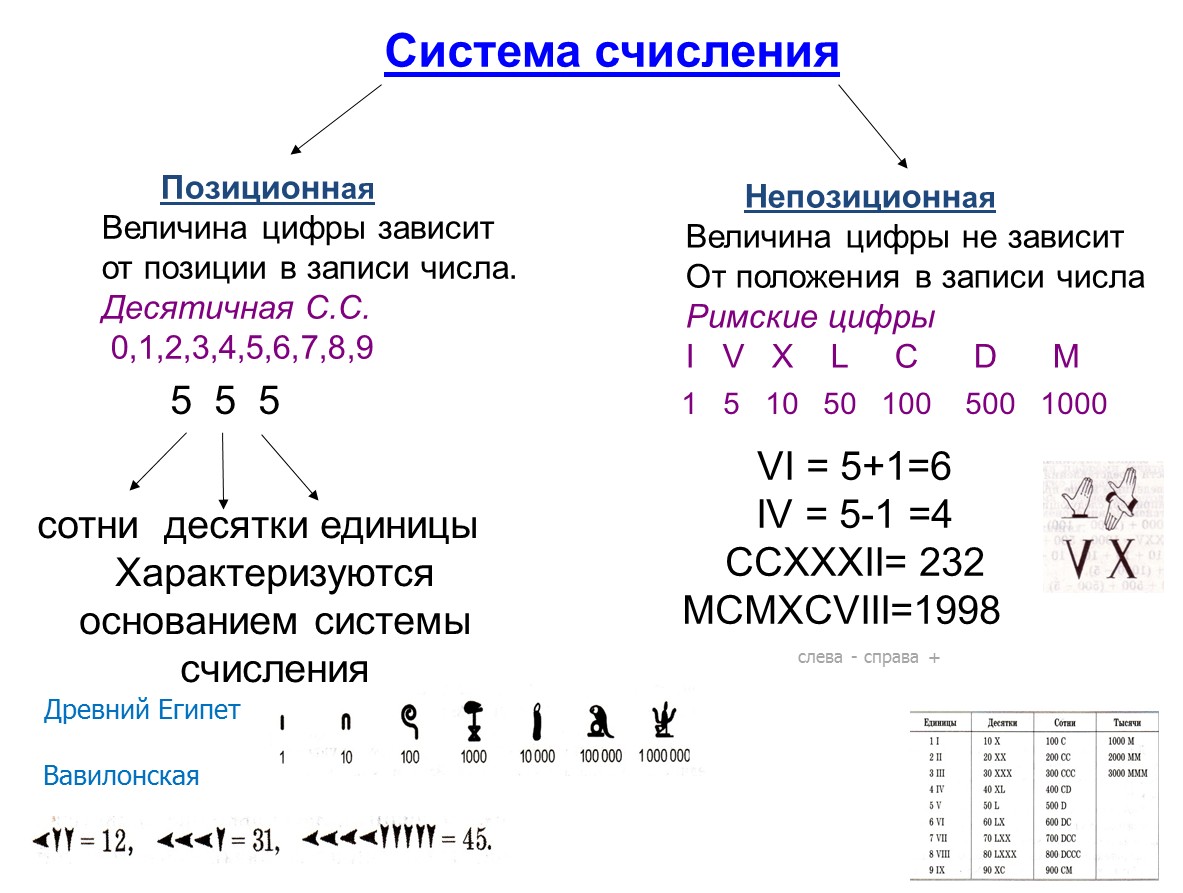 Система счисления
Позиционная
Величина цифры зависит
от позиции в записи числа.
Десятичная С.С.
0,1,2,3,4,5,6,7,8,9
5 5 5
сотни десятки единицы
Характеризуются
основанием системы
счисления
Непозиционная
Величина цифры не зависит
От положения в записи числа
Римские цифры
I V X L C D M
1 5 10 50 100 500 1000
VI = 5+1=6
IV = 5-1 =4
CCXXXII= 232
MCMXCVIII=1998
слева - справа +
V X
Древний Египет
1 10 100 1000 10 000 100 000 1 000 000
Вавилонская
= 12, = 31, = 45.
Единицы Десятки Сотни Тысячи
1 I 10 X 100 C 1000 M
2 II 20 XX 200 CC 2000 MM
3 III 30 XXX 300 CCC 3000 MMM
4 IV 40 XL 400 CD
5 V 50 L 500 D
6 VI 60 LX 600 DC
7 VII 70 LXX 700 DCC
8 VIII 80 LXXX 800 DCCC
9 IX 90 XC 900 CM